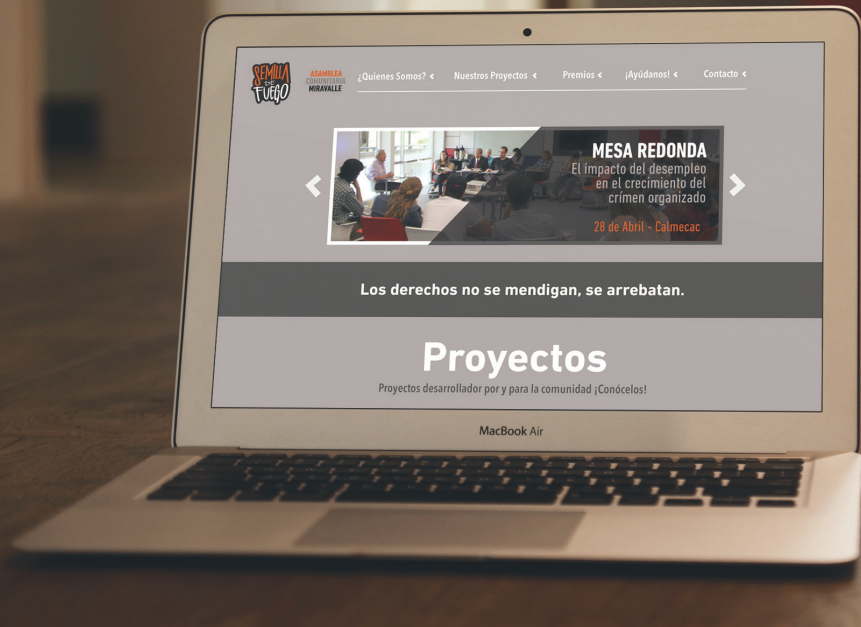 SEMILLA
DE
FUEGO
ASAMBLEA
COMUNITARIA
MIRAVALLE
¿Quienes Somos?
Nuestros Proyectos
Premios
¡Ayúdanos!
Contacto
MESA REDONDA
El impacto del desempleo
en el crecimiento del
crímen organizado
28 de Abril - Calmecac
Los derechos no se mendigan, se arrebatan.
Proyectos
Proyectos desarrollador por y para la comunidad ¡Conócelos!
MacBook Air